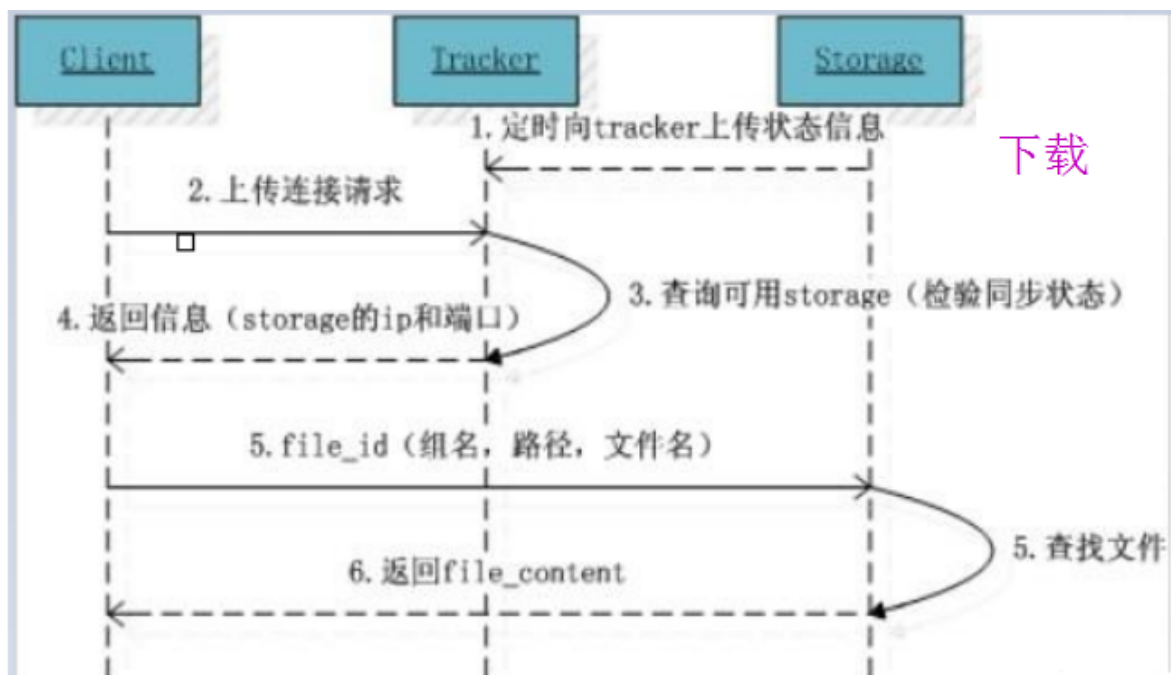 Client
Tracker
Storage
1.定时向tracker上传状态信息
下载
2.上传连接请求
3.查询可用storage（检验同步状态）
4.返回信息（storage的ip和端口）
5.file_id（组名，路径，文件名）
5.查找文件
6.返回file_content